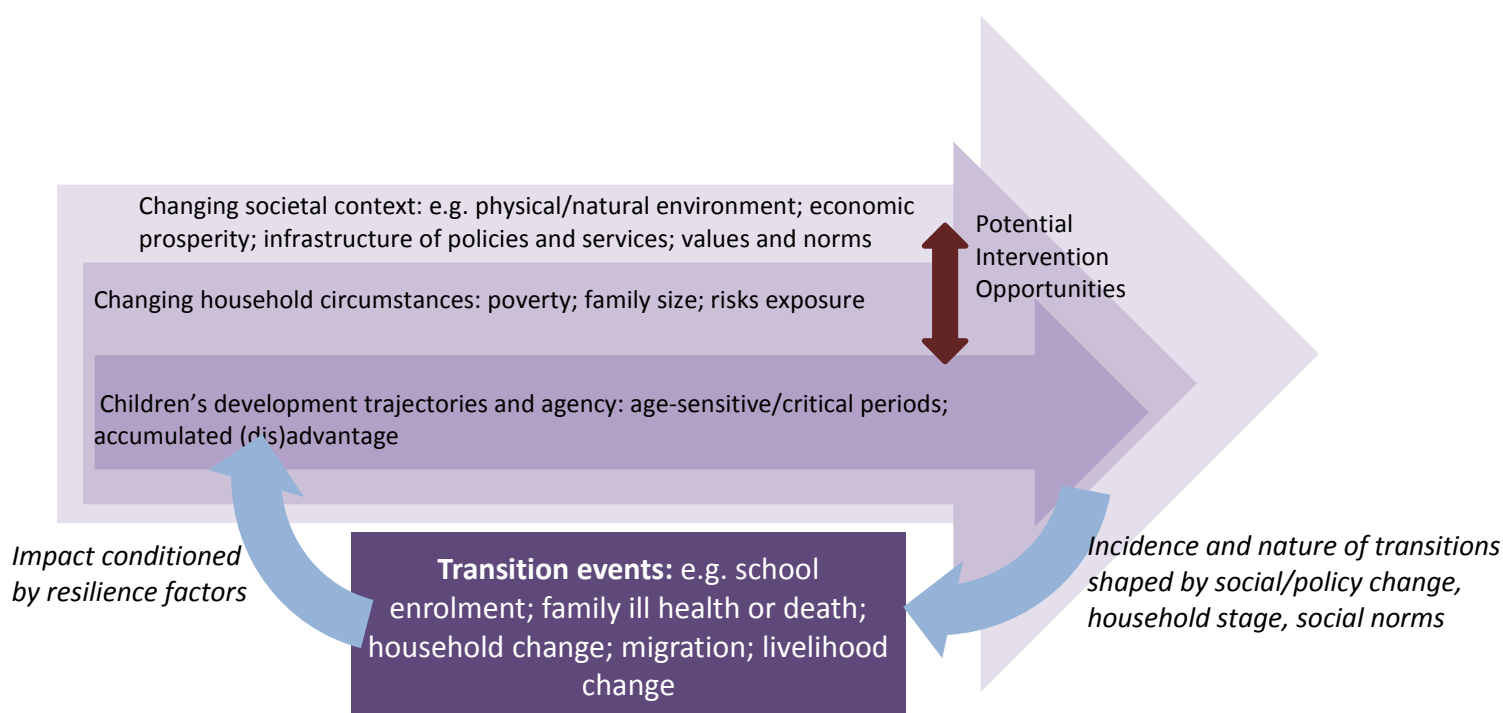 Changing societal context: e.g. physical/natural environment; economic
prosperity; infrastructure of policies and services; values and norms
Potential
Intervention
Opportunities
Changing household circumstances: poverty; family size; risks exposure
Children’s development trajectories and agency: age-sensitive/critical periods;
accumulated (dis)advantage
Impact conditioned
by resilience factors
Transition events: e.g. school
enrolment; family ill health or death;
household change; migration; livelihood
change
Incidence and nature of transitions
shaped by social/policy change,
household stage, social norms